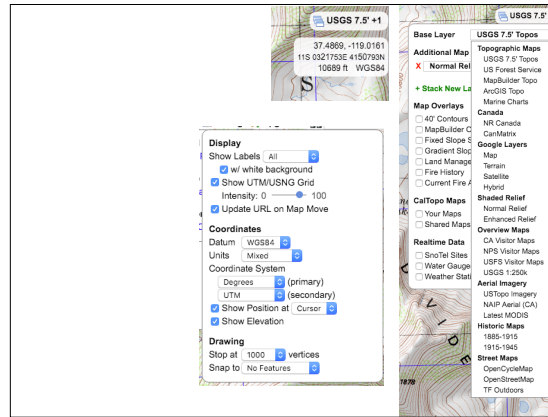 USGS 7.5' +1
37.4869, -119.0161
11S 0321753E 4150793N
10689 ft WGS84
S
Display
Show Labels All
w/ white background
Show UTM/USNG Grid
Intensity: 0 100
Update URL on Map Move
Coordinates
Datum WGS84
Units Mixed
Coordinate System
Degrees (primary)
UTM (secondary)
Show Position at Cursor
Show Elevation
Drawing
Stop at 1000 vertices
Snap to No Features
USGS 7.5'
Base Layer USGS 7.5' Topos
Additional Map
X Normal Rel
+ Stack New La
Map Overlays
40' Contours
MapBuilder O
Fixed Slope S
Gradient Slop
Land Manage
Fire History
Current Fire A
CalTopo Maps
Your Maps
Shared Maps
Realtime Data
SnoTel Sites
Water Gauge
Weather Stati
Topographic Maps
USGS 7.5' Topos
US Forest Service
MapBuilder Topo
ArcGIS Topo
Marine Charts
Canada
NR Canada
CanMatrix
Google Layers
Map
Terrain
Satellite
Hybrid
Shaded Relief
Normal Relief
Enhanced Relief
Overview Maps
CA Visitor Maps
NPS Visitor Maps
USFS Visitor Maps
USGS 1:250k
Aerial Imagery
USTopo Imagery
NAIP Aerial (CA)
Latest MODIS
Historic Maps
1885-1915
1915-1945
Street Maps
OpenCycleMap
OpenStreetMap
TF Outdoors
V I D E